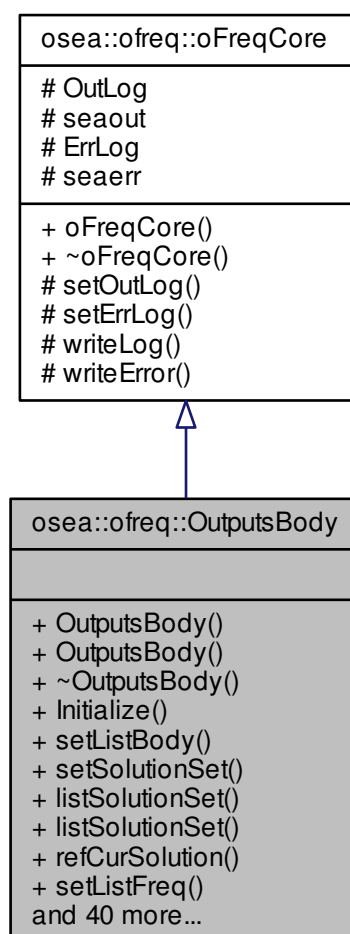 osea::ofreq::oFreqCore
# OutLog
# seaout
# ErrLog
# seaerr
+ oFreqCore()
+ ~oFreqCore()
# setOutLog()
# setErrLog()
# writeLog()
# writeError()
osea::ofreq::OutputsBody
+ OutputsBody()
+ OutputsBody()
+ ~OutputsBody()
+ Initialize()
+ setListBody()
+ setSolutionSet()
+ listSolutionSet()
+ listSolutionSet()
+ refCurSolution()
+ setListFreq()
and 40 more...